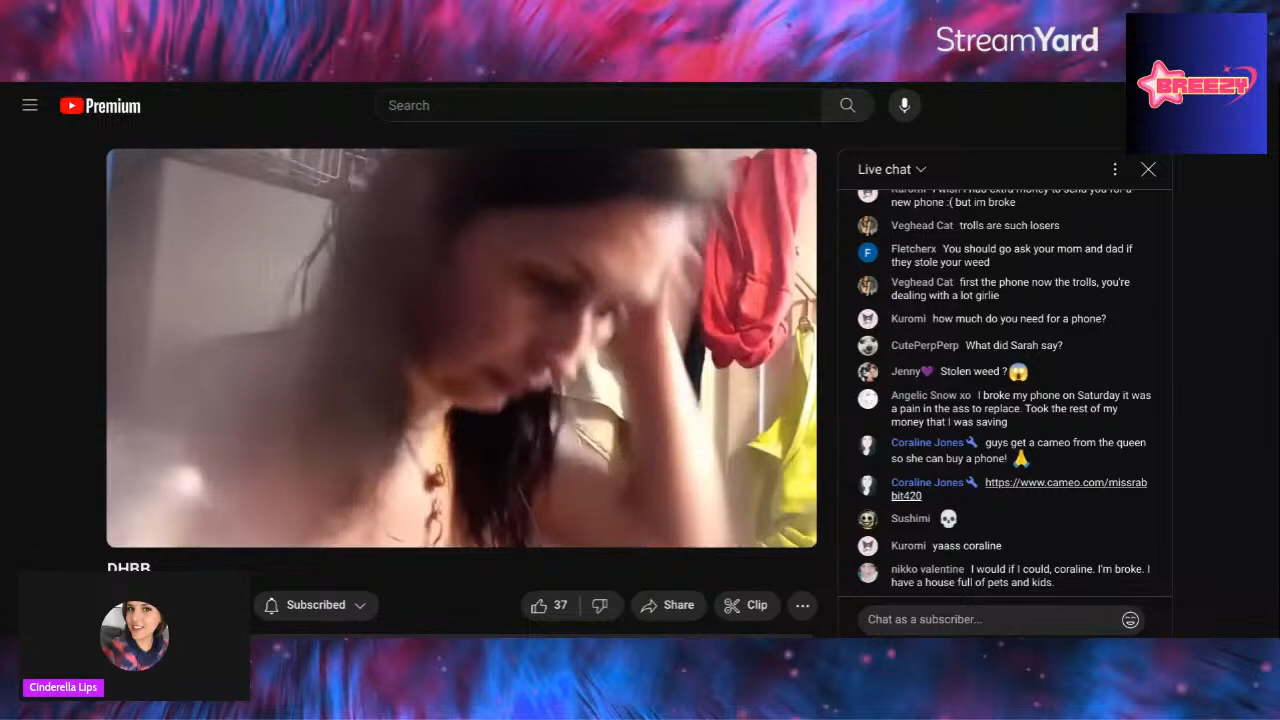 StreamYard
BREEZY
Premium
Search
Live chat
Kuromi I wish I had extra money to send you for a
new phone :( but im broke
Veghead Cat trolls are such losers
Fletcherx You should go ask your mom and dad if
they stole your weed
Veghead Cat first the phone now the trolls, you're
dealing with a lot girlie
Kuromi how much do you need for a phone?
CutePerpPerp What did Sarah say?
Jenny💜 Stolen weed ?😱
Angelic Snow xo I broke my phone on Saturday it was
a pain in the ass to replace. Took the rest of my
money that I was saving
Coraline Jones guys get a cameo from the queen
so she can buy a phone! 🙏
Coraline Jones https://www.cameo.com/missrab
bit420
Sushimi 💀
Kuromi yaass coraline
nikko valentine I would if I could, coraline. I'm broke. I
have a house full of pets and kids.
Chat as a subscriber...
F
DHBB
Subscribed
37
Share
Clip
Cinderella Lips